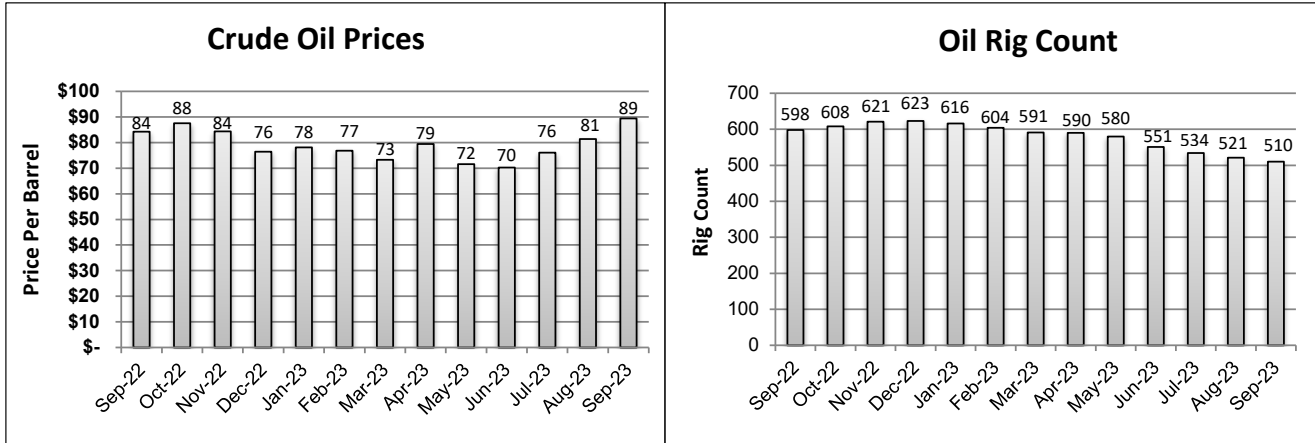 Crude Oil Prices
Price Per Barrel
$100
$90
$80
$70
$60
$50
$40
$30
$20
$10
$-
84 88 84 76 78 77 73 79 72 70 76 81 89
Sep-22 Oct-22 Nov-22 Dec-22 Jan-23 Feb-23 Mar-23 Apr-23 May-23 Jun-23 Jul-23 Aug-23 Sep-23
Oil Rig Count
Rig Count
700
600
500
400
300
200
100
0
598 608 621 623 616 604 591 590 580 551 534 521 510
Sep-22 Oct-22 Nov-22 Dec-22 Jan-23 Feb-23 Mar-23 Apr-23 May-23 Jun-23 Jul-23 Aug-23 Sep-23